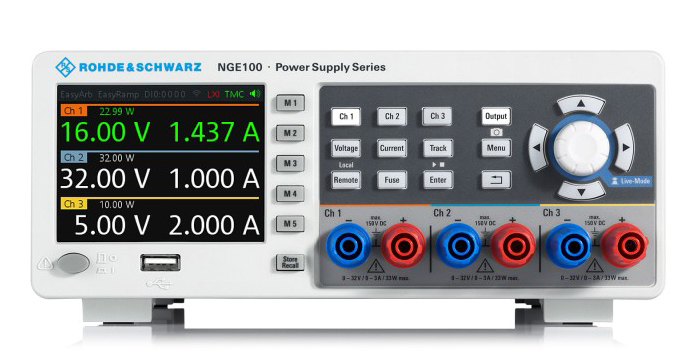 ROHDE & SCHWARZ NGE100 · Power Supply Series
EasyArb EasyRamp DIO:0000 LXI TMC
Ch 1 22.99 W
16.00 V 1.437 A
Ch 2 32.00 W
32.00 V 1.000 A
Ch 3 10.00 W
5.00 V 2.000 A
M 1
M 2
M 3
M 4
M 5
Store
Recall
Ch 1 Ch 2 Ch 3 Output
Voltage Current Track Menu
Local
Remote Fuse Enter
Live-Mode
Ch 1 − max. 150V DC +
Ch 2 − max. 150V DC +
Ch 3 − max. 150V DC +
0 – 32V / 0 – 3A / 33W max.
0 – 32V / 0 – 3A / 33W max.
0 – 32V / 0 – 3A / 33W max.